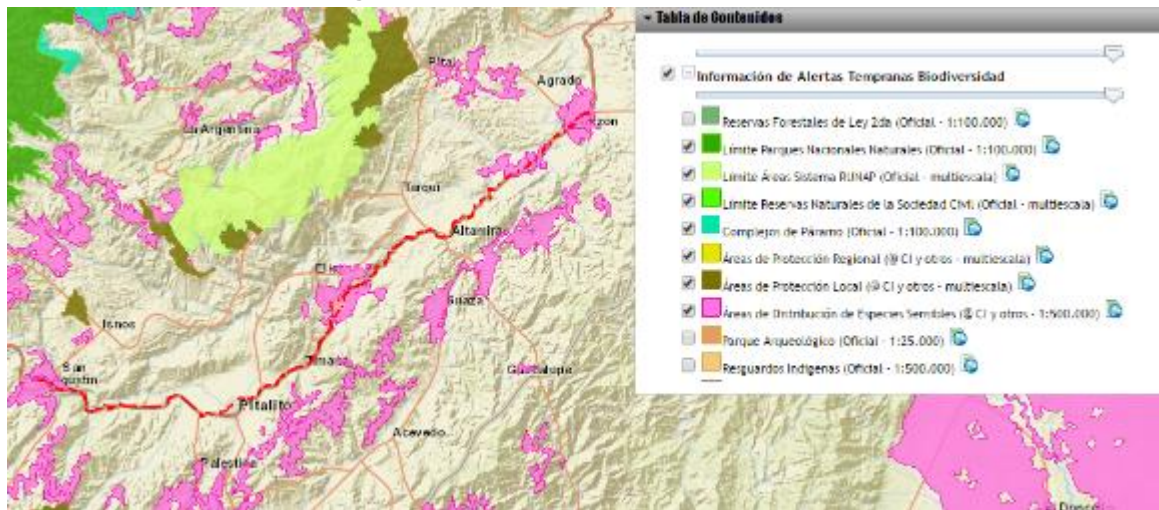 Tabla de Contenidos
Información de Alertas Tempranas Biodiversidad
Reservas Forestales de Ley 2da (Oficial - 1:100.000)
Límite Parques Nacionales Naturales (Oficial - 1:100.000)
Límite Áreas Sistema RUNAP (Oficial - multiescala)
Límite Reservas Naturales de la Sociedad Civil (Oficial - multiescala)
Complejos de Páramo (Oficial - 1:100.000)
Áreas de Protección Regional (@ CI y otros - multiescala)
Áreas de Protección Local (@ CI y otros - multiescala)
Áreas de Distribución de Especies Sensibles (@ CI y otros - 1:500.000)
Parque Arqueológico (Oficial - 1:25.000)
Resguardos Indígenas (Oficial - 1:500.000)
Pital
Agrado
La Argentina
Tarqui
Altamira
Isnos
San
Pitalito
Acevedo
Palestina
Guadalupe